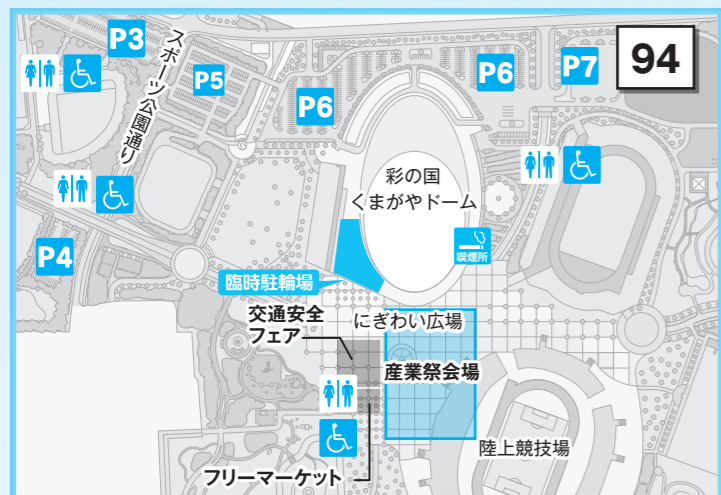 P3
スポーツ公園通り
P5
P6
P6
P7
94
彩の国
くまがやドーム
P4
喫煙所
臨時駐輪場
交通安全
フェア
にぎわい広場
産業祭会場
陸上競技場
フリーマーケット